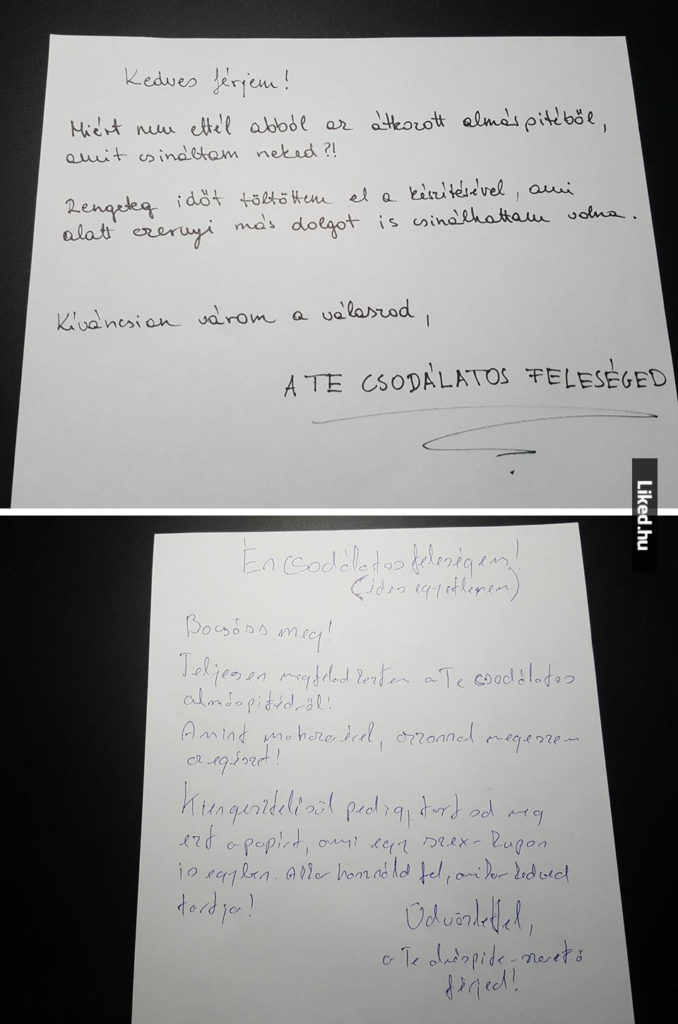 Kedves férjem!
Miért nem ettél abból az átkozott almáspitéből,
amit csináltam neked?!
Rengeteg időt töltöttem el a készítésével, ami
alatt ezernyi más dolgot is csinálhattam volna.
Kíváncsian várom a válaszod,
A TE CSODÁLATOS FELESÉGED
Liked.hu
Én csodálatos feleségem!
(édes egyetlenem)
Bocsáss meg!
Teljesen megfeledkeztem a Te csodálatos
almáspitédről!
Amint hazaérek, azonnal megeszem
az egészet!
Kiengesztelésül pedig, tartsd meg
ezt a papírt, ami egy szex-kupon
is egyben. Akkor használd fel, mikor kedved
tartja!
Üdvözlettel,
a Te almáspite-szerető
férjed!